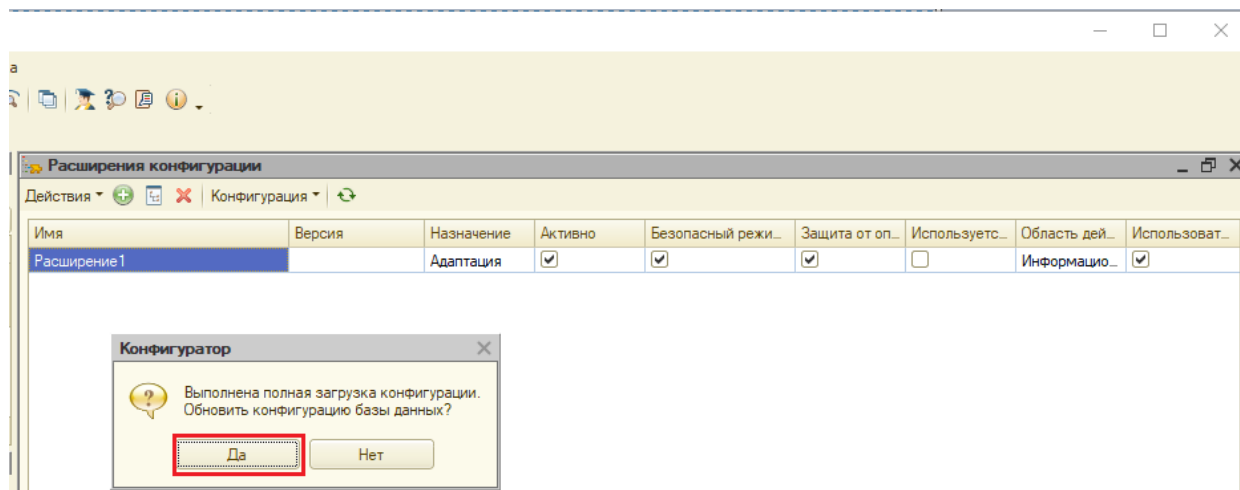 а
Расширения конфигурации
Действия Конфигурация
Имя Версия Назначение Активно Безопасный режи... Защита от оп... Используетс... Область дей... Использоват...
Расширение1 Адаптация Информацио...
Конфигуратор
Выполнена полная загрузка конфигурации.
Обновить конфигурацию базы данных?
Да Нет